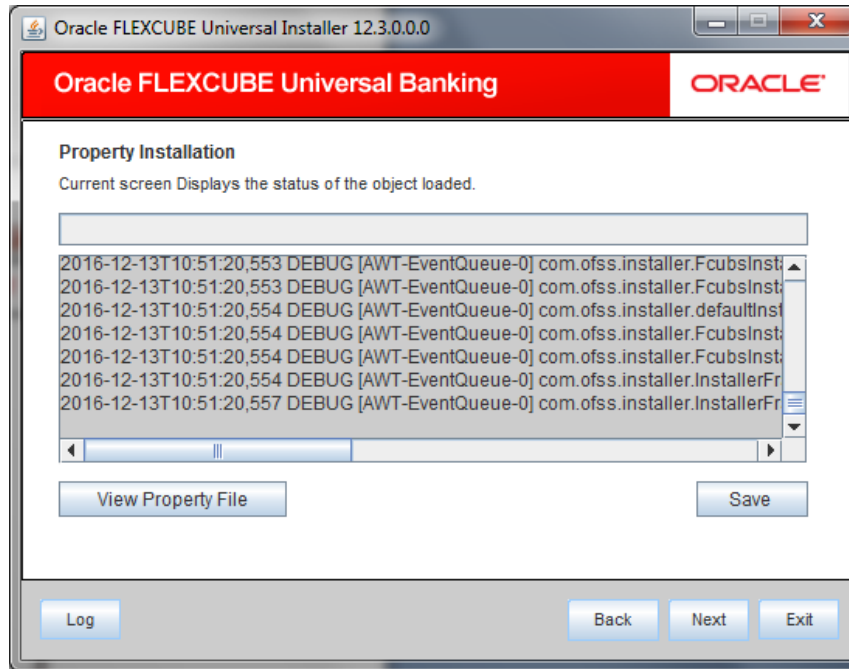 Oracle FLEXCUBE Universal Installer 12.3.0.0.0
Oracle FLEXCUBE Universal Banking
ORACLE
Property Installation
Current screen Displays the status of the object loaded.
2016-12-13T10:51:20,553 DEBUG [AWT-EventQueue-0] com.ofss.installer.FcubsInst
2016-12-13T10:51:20,553 DEBUG [AWT-EventQueue-0] com.ofss.installer.FcubsInst
2016-12-13T10:51:20,554 DEBUG [AWT-EventQueue-0] com.ofss.installer.defaultInst
2016-12-13T10:51:20,554 DEBUG [AWT-EventQueue-0] com.ofss.installer.FcubsInst
2016-12-13T10:51:20,554 DEBUG [AWT-EventQueue-0] com.ofss.installer.FcubsInst
2016-12-13T10:51:20,554 DEBUG [AWT-EventQueue-0] com.ofss.installer.InstallerFr
2016-12-13T10:51:20,557 DEBUG [AWT-EventQueue-0] com.ofss.installer.InstallerFr
View Property File
Save
Log
Back
Next
Exit